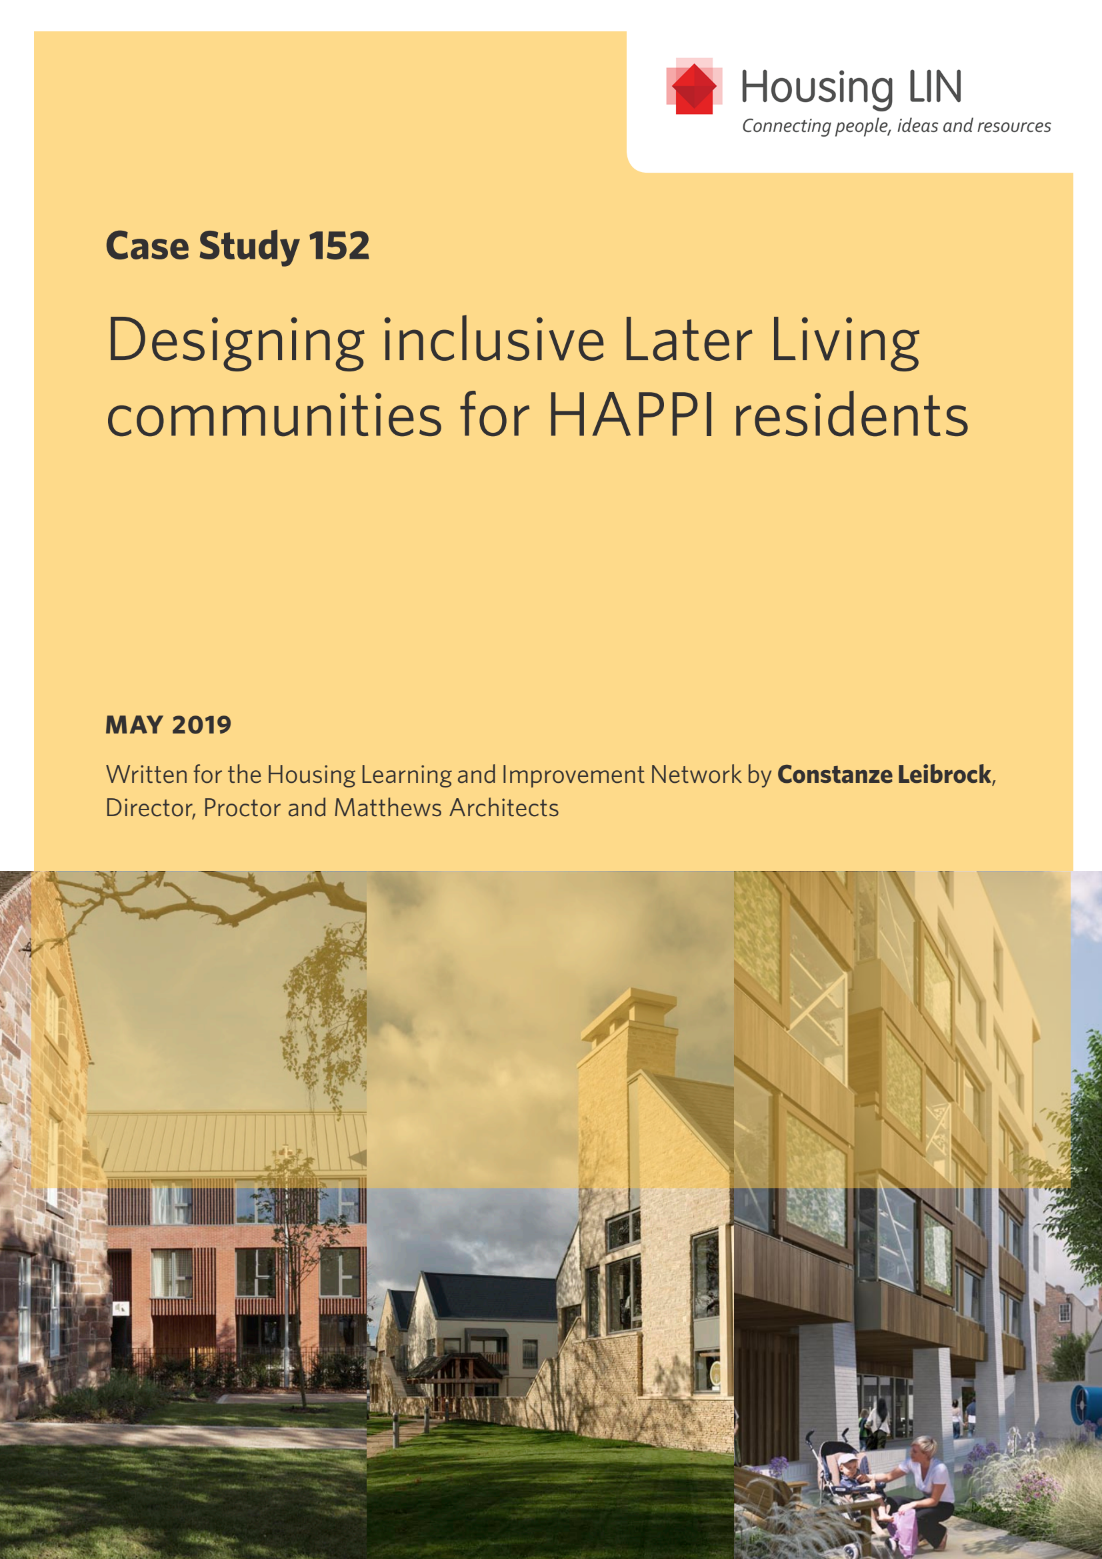 Housing LIN
Connecting people, ideas and resources
Case Study 152
Designing inclusive Later Living
communities for HAPPI residents
MAY 2019
Written for the Housing Learning and Improvement Network by Constanze Leibrock,
Director, Proctor and Matthews Architects